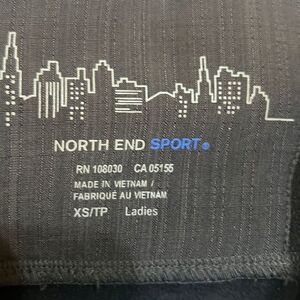 NORTH END SPORT®
RN 108030 CA 05155
MADE IN VIETNAM /
FABRIQUÉ AU VIETNAM
XS/TP Ladies